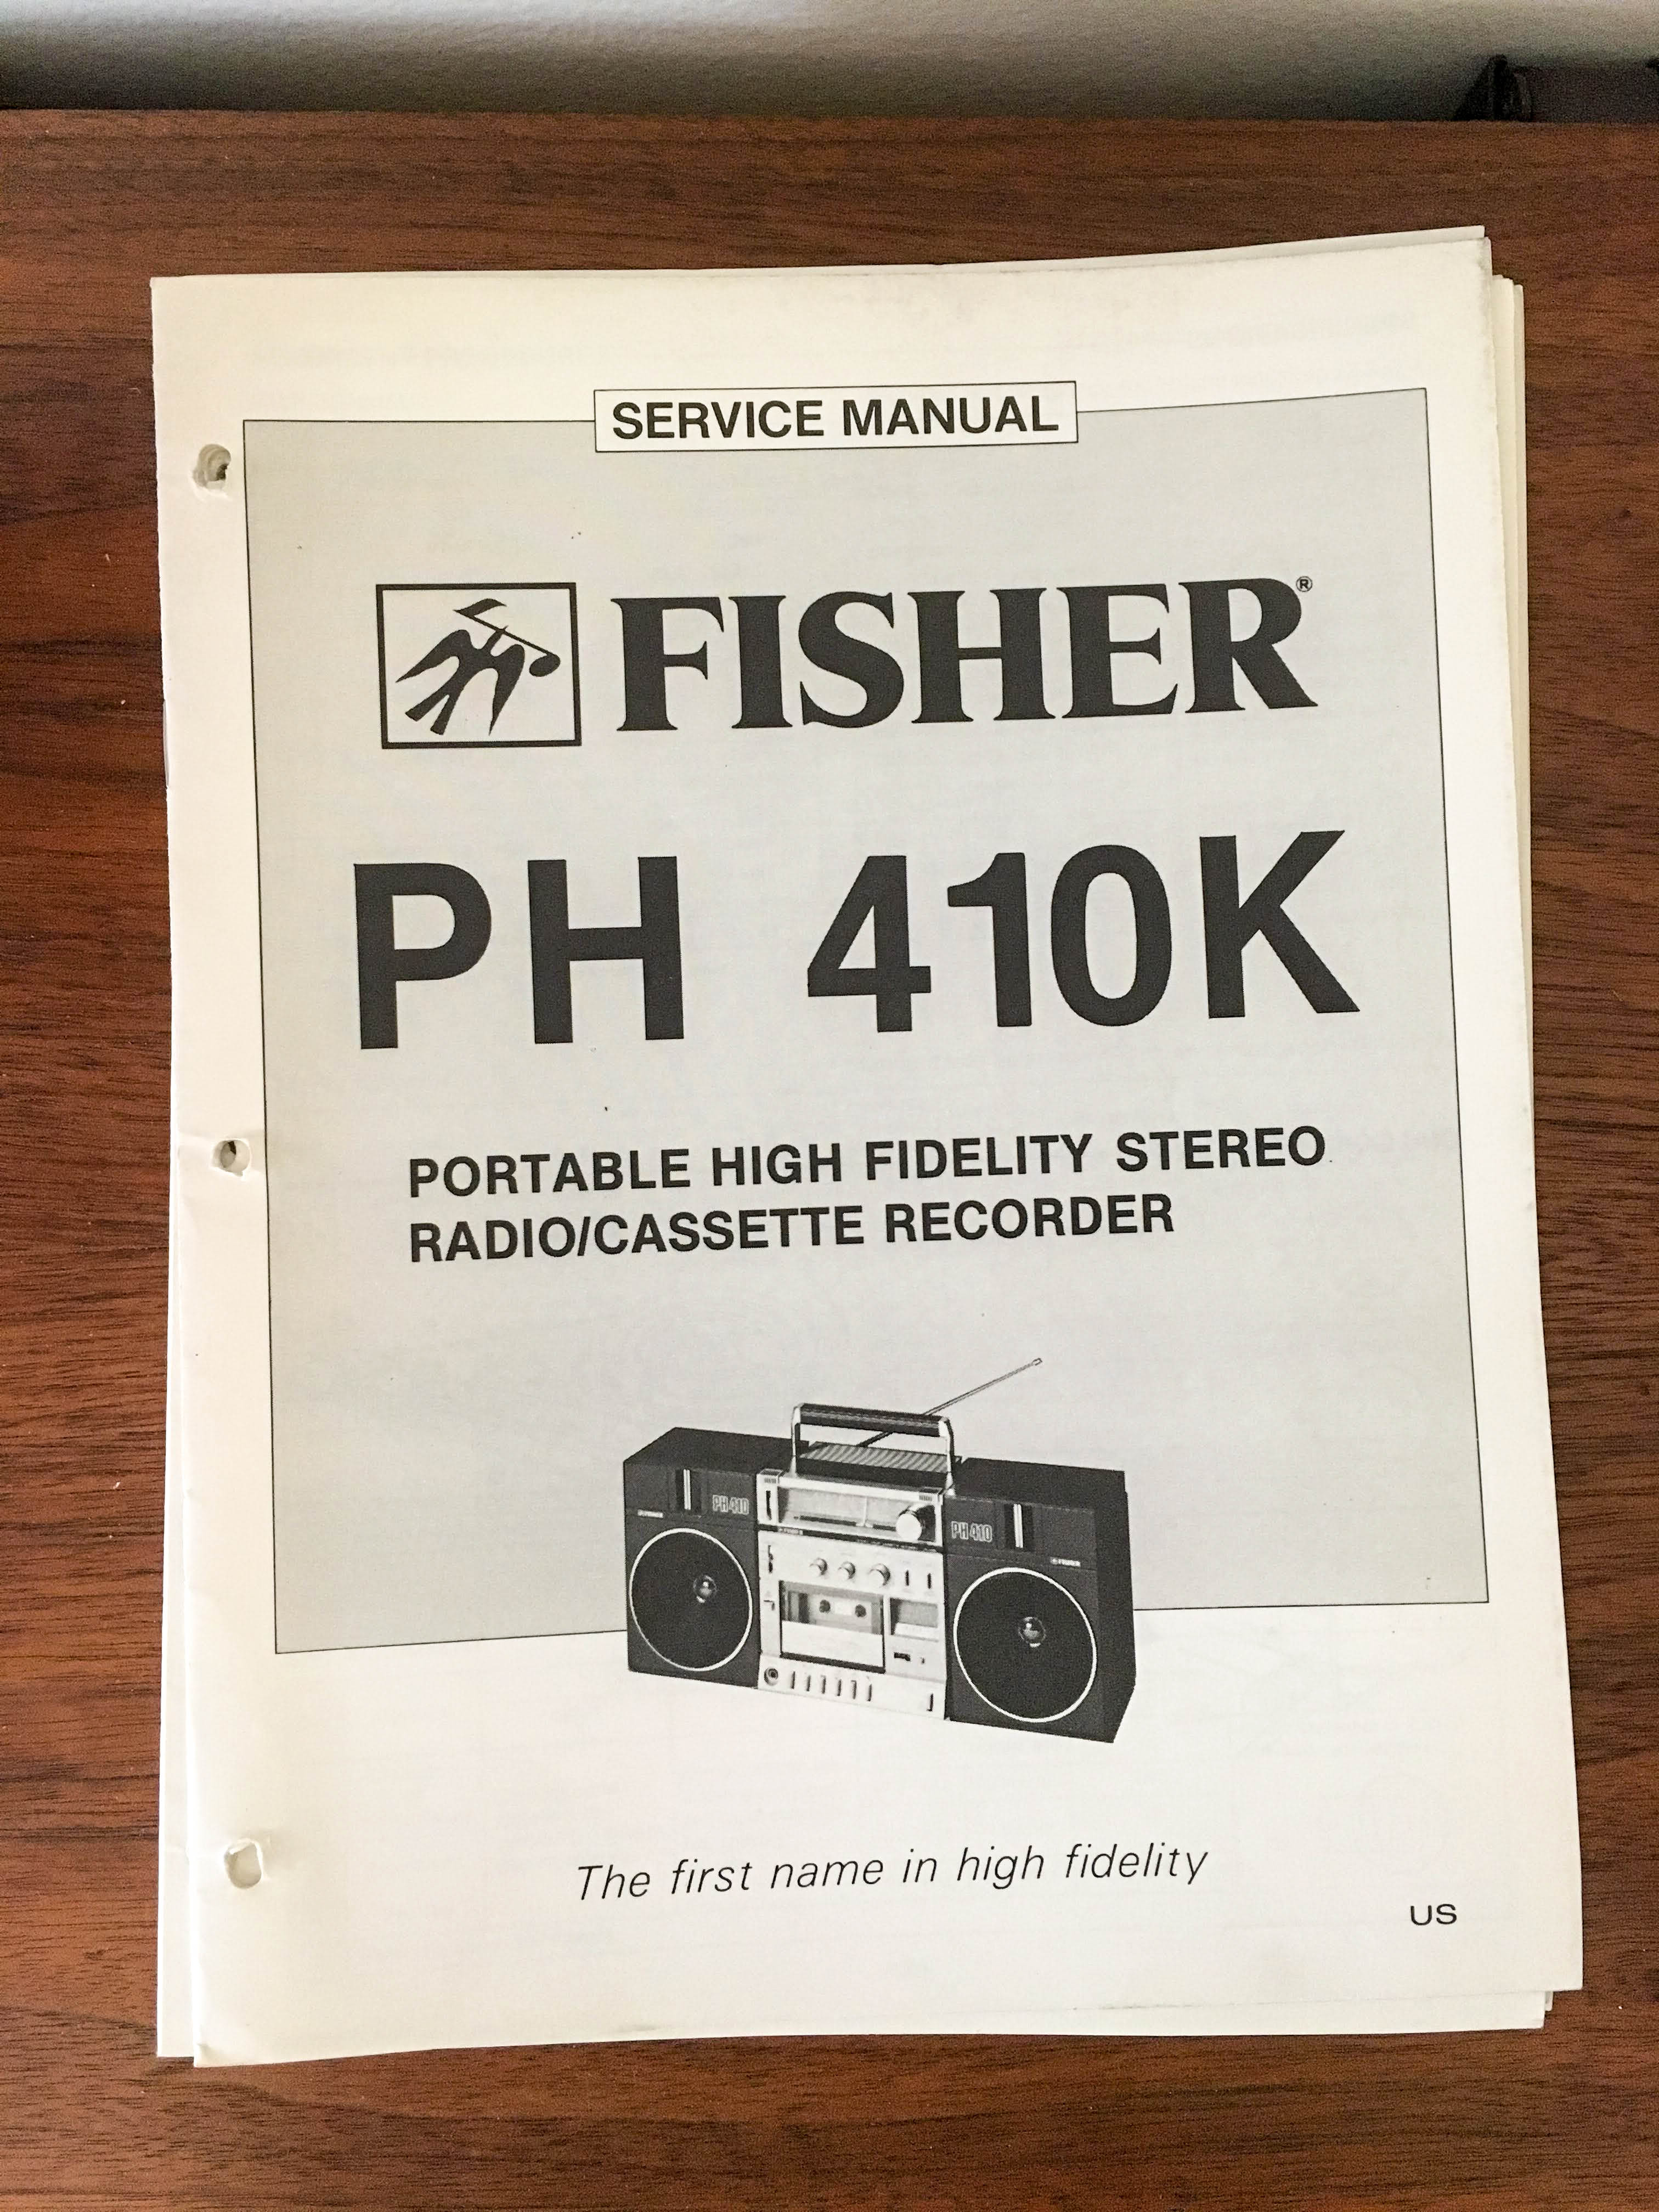 SERVICE MANUAL
FISHER®
PH 410K
PORTABLE HIGH FIDELITY STEREO
RADIO/CASSETTE RECORDER
PH 410
PH 410
FISHER
The first name in high fidelity
US